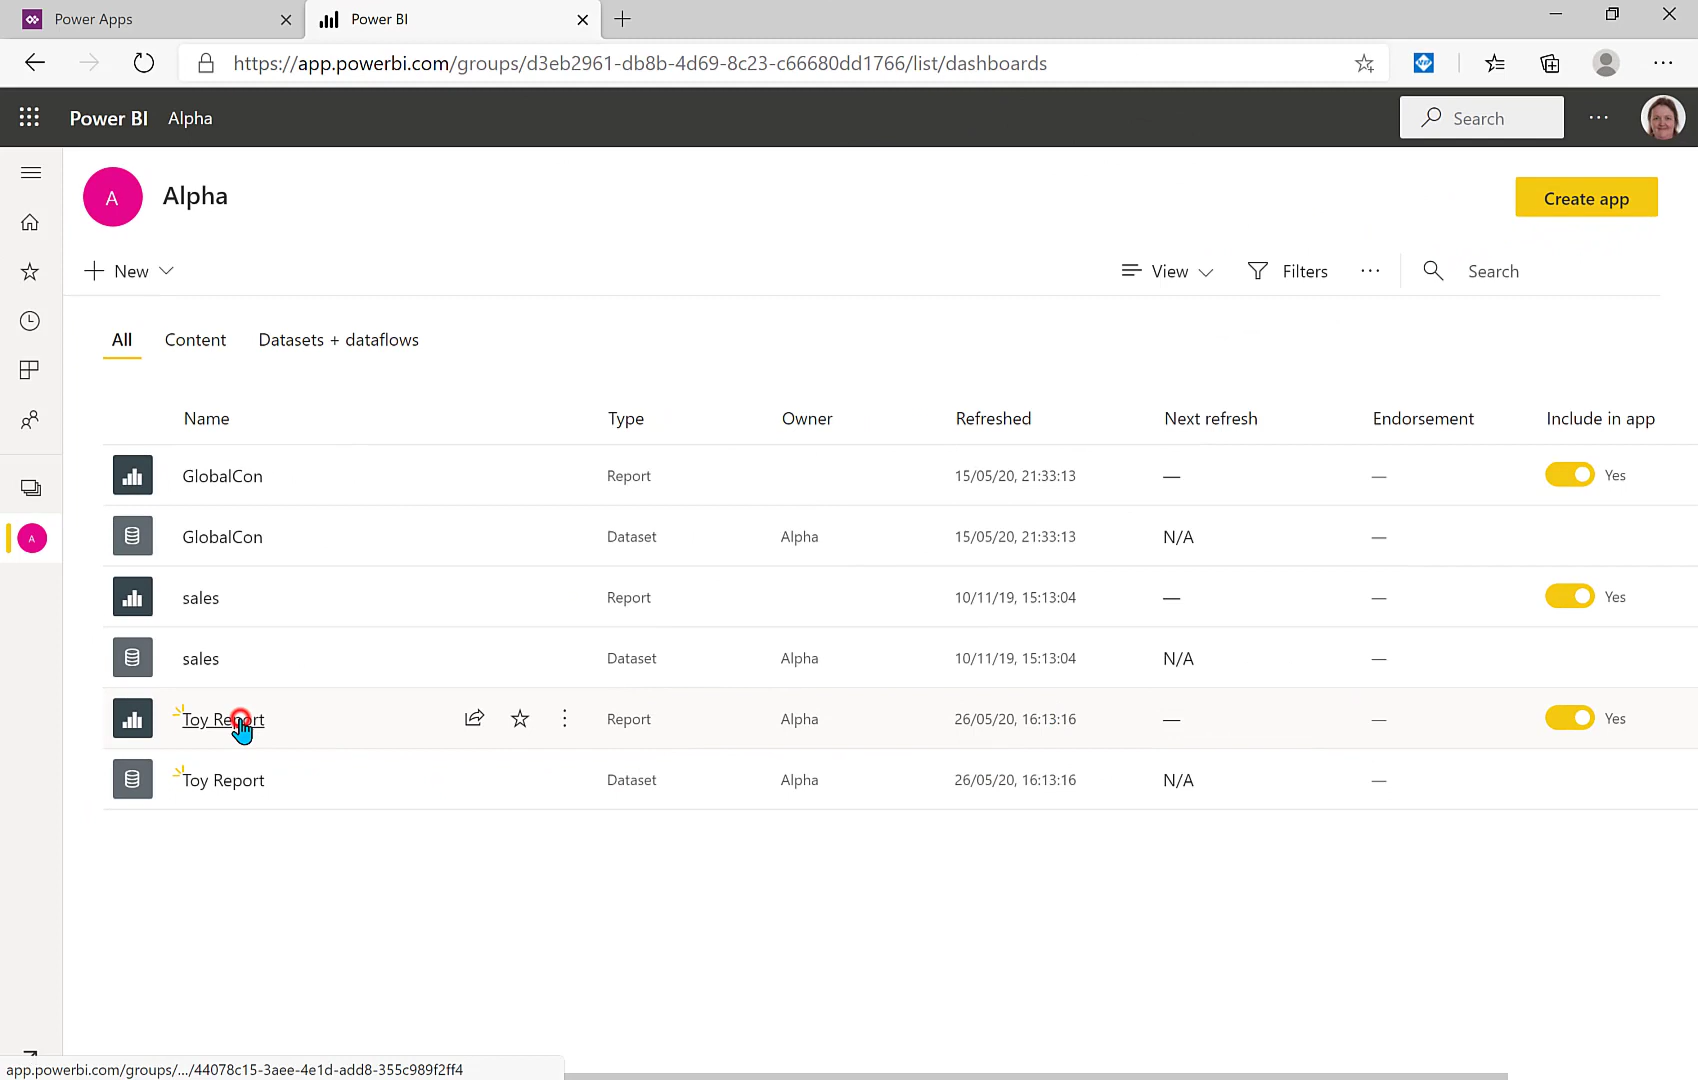 Power Apps
Power BI
https://app.powerbi.com/groups/d3eb2961-db8b-4d69-8c23-c66680dd1766/list/dashboards
Power BI Alpha
Search
A
Alpha
Create app
New
View
Filters
Search
All Content Datasets + dataflows
Name Type Owner Refreshed Next refresh Endorsement Include in app
GlobalCon Report 15/05/20, 21:33:13 — — Yes
GlobalCon Dataset Alpha 15/05/20, 21:33:13 N/A —
A
sales Report 10/11/19, 15:13:04 — — Yes
sales Dataset Alpha 10/11/19, 15:13:04 N/A —
Toy Report Report Alpha 26/05/20, 16:13:16 — — Yes
Toy Report Dataset Alpha 26/05/20, 16:13:16 N/A —
app.powerbi.com/groups/.../44078c15-3aee-4e1d-add8-355c989f2ff4